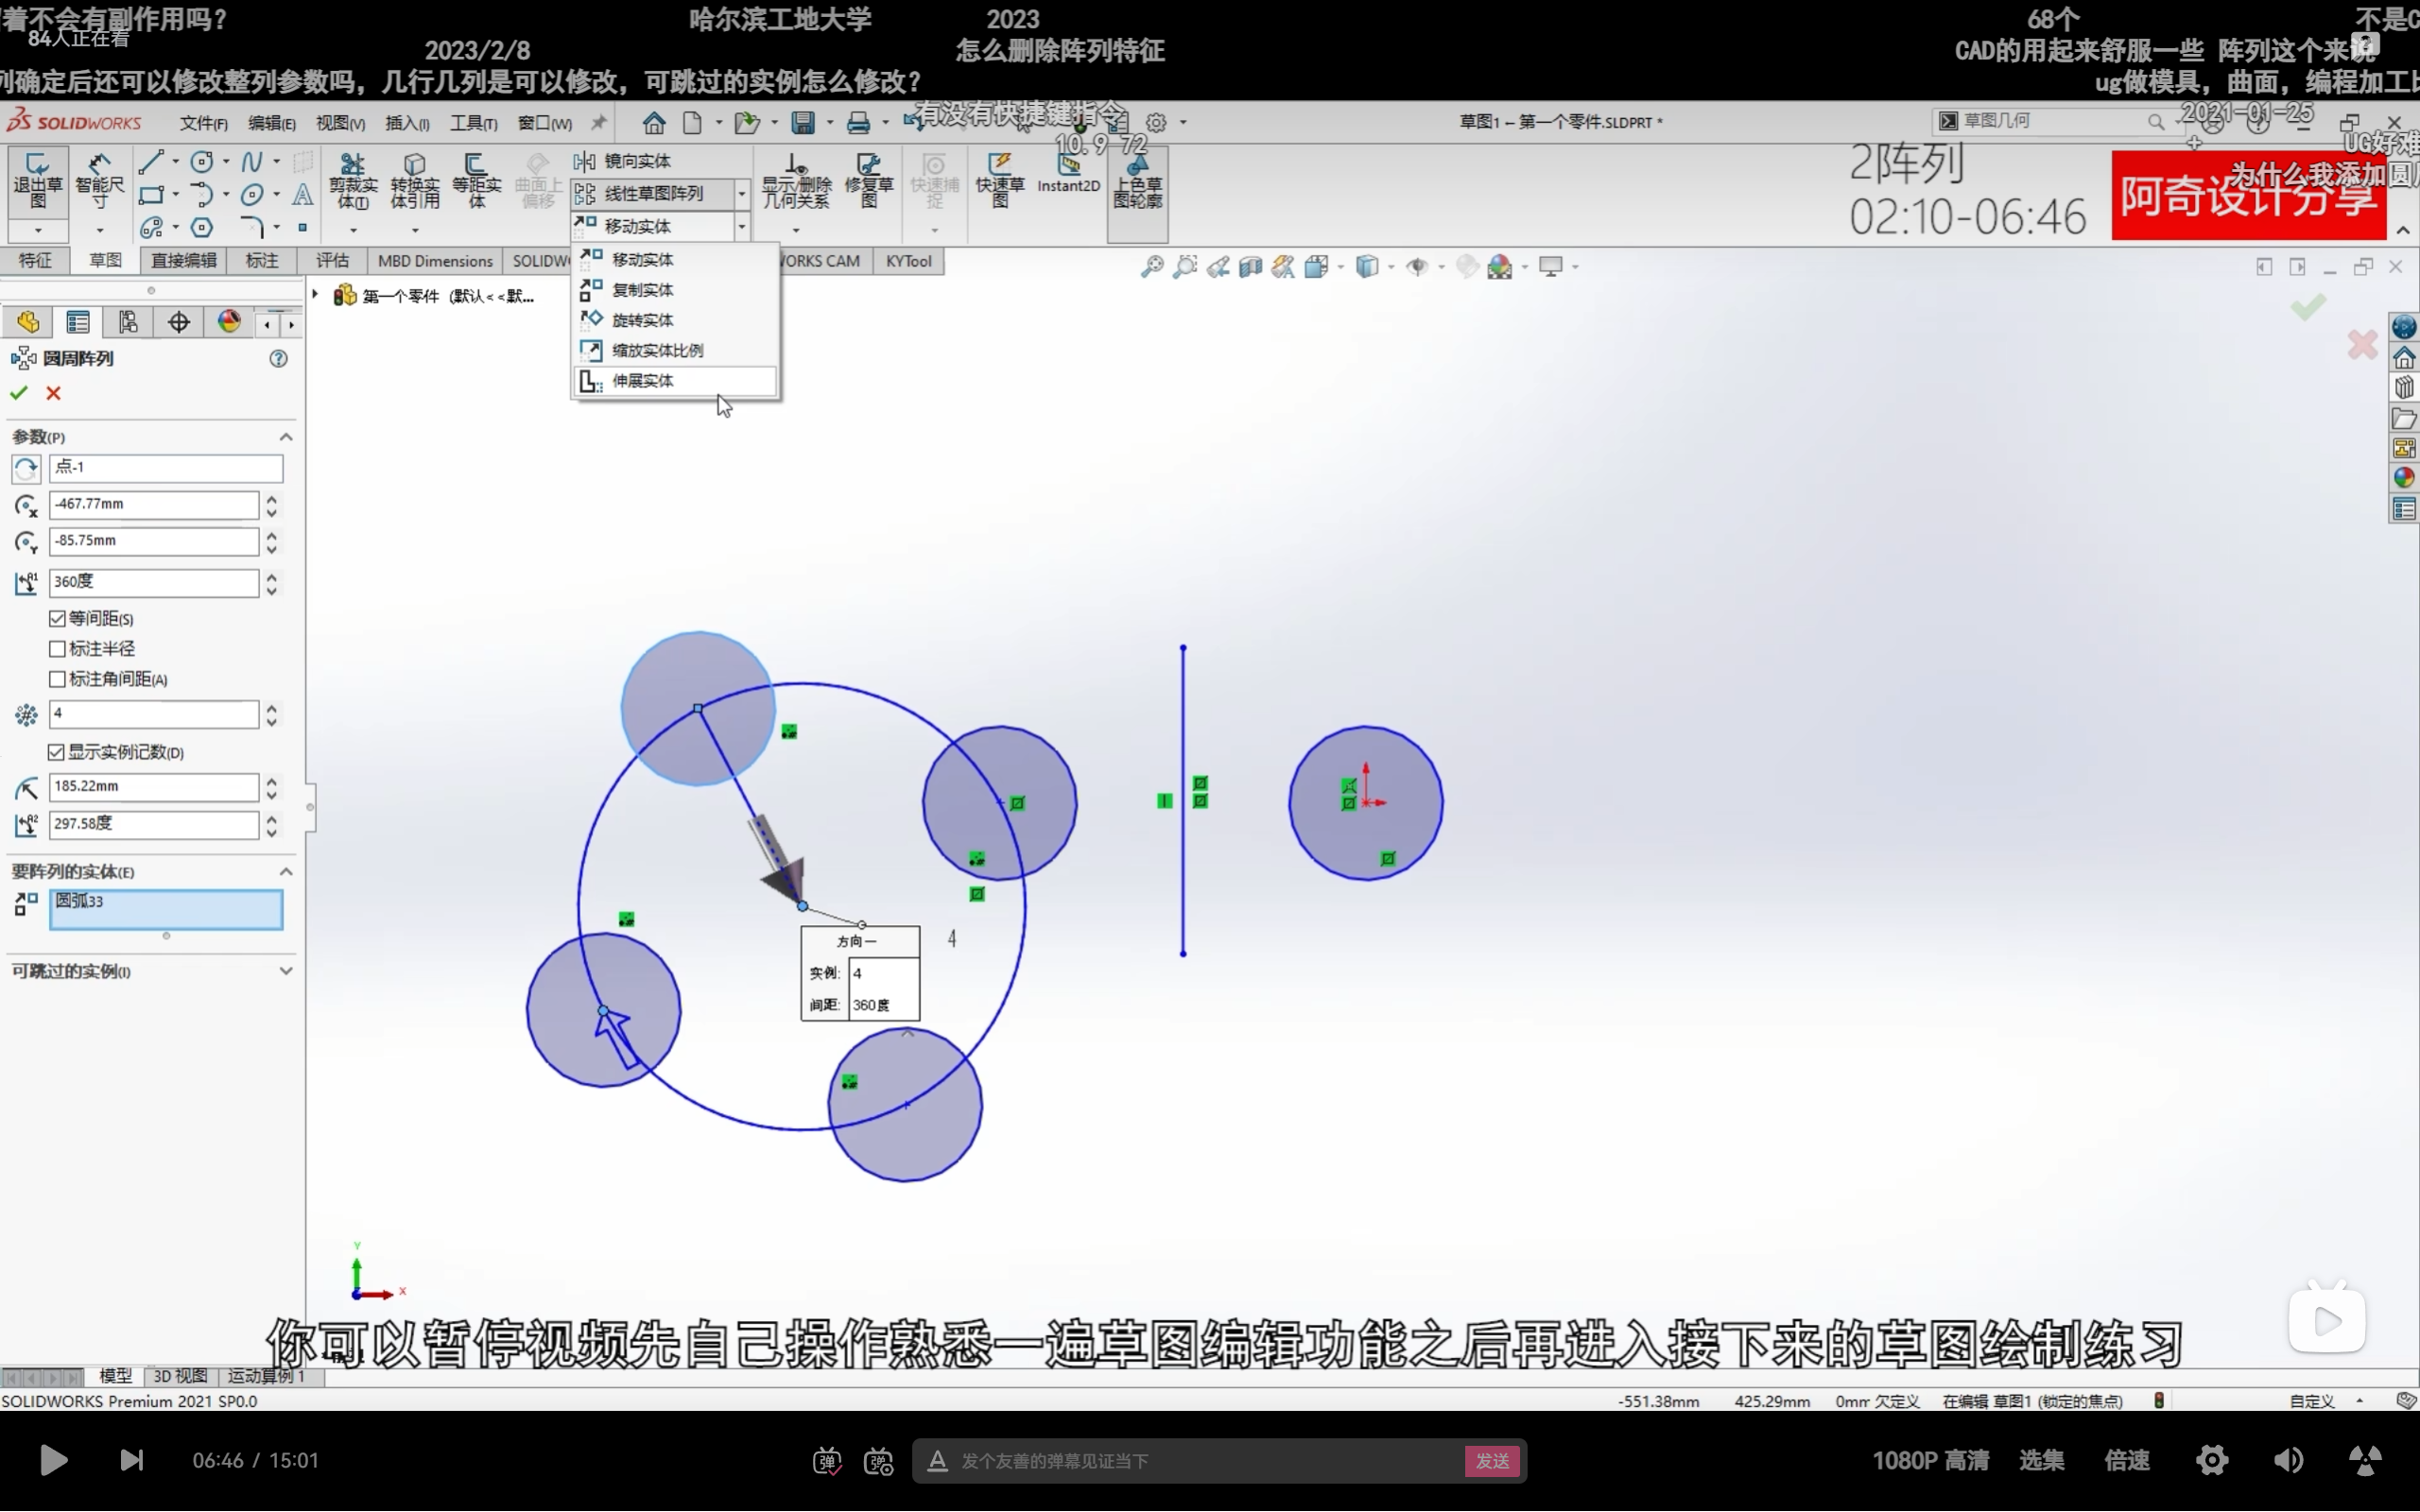 着不会有副作用吗？
哈尔滨工地大学
2023
68个
不是C
84人正在看
2023/2/8
怎么删除阵列特征
CAD的用起来舒服一些 阵列这个来说
列确定后还可以修改整列参数吗，几行几列是可以修改，可跳过的实例怎么修改？
ug做模具，曲面，编程加工比
SOLIDWORKS
文件(F)
编辑(E)
视图(V)
插入(I)
工具(T)
窗口(W)
有没有快捷键指令
草图1 - 第一个零件.SLDPRT *
草图几何
2021-01-25
10.9 72
UG好难
退出草图
智能尺寸
剪裁实体(T)
转换实体引用
等距实体
曲面上偏移
镜向实体
线性草图阵列
移动实体
显示/删除几何关系
修复草图
快速捕捉
快速草图
Instant2D
上色草图轮廓
2阵列
02:10-06:46
为什么我添加圆
阿奇设计分享
特征
草图
直接编辑
标注
评估
MBD Dimensions
SOLIDW
WORKS CAM
KYTool
移动实体
复制实体
旋转实体
缩放实体比例
伸展实体
第一个零件 (默认<<默...
圆周阵列
参数(P)
点-1
-467.77mm
-85.75mm
360度
等间距(S)
标注半径
标注角间距(A)
4
显示实例记数(D)
185.22mm
297.58度
要阵列的实体(E)
圆弧33
可跳过的实例(I)
方向一
实例: 4
间距: 360度
4
Y
X
你可以暂停视频先自己操作熟悉一遍草图编辑功能之后再进入接下来的草图绘制练习
模型
3D 视图
运动算例 1
SOLIDWORKS Premium 2021 SP0.0
-551.38mm
425.29mm
0mm
欠定义
在编辑 草图1 (锁定的焦点)
自定义
06:46 / 15:01
发个友善的弹幕见证当下
发送
1080P 高清
选集
倍速